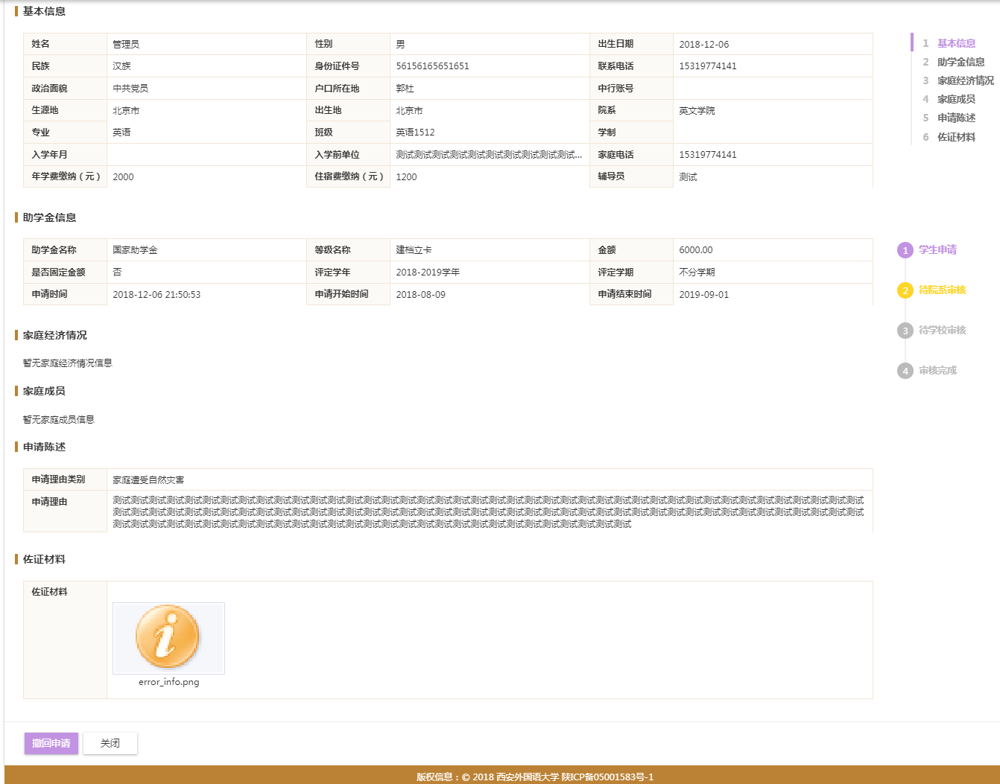 基本信息
姓名 管理员 性别 男 出生日期 2018-12-06
民族 汉族 身份证件号 56156165651651 联系电话 15319774141
政治面貌 中共党员 户口所在地 郭杜 中行账号
生源地 北京市 出生地 北京市 院系 英文学院
专业 英语 班级 英语1512 学制
入学年月 入学前单位 测试测试测试测试测试测试测试测试测试测试... 家庭电话 15319774141
年学费缴纳（元） 2000 住宿费缴纳（元） 1200 辅导员 测试
1 基本信息
2 助学金信息
3 家庭经济情况
4 家庭成员
5 申请陈述
6 佐证材料
助学金信息
助学金名称 国家助学金 等级名称 建档立卡 金额 6000.00
是否固定金额 否 评定学年 2018-2019学年 评定学期 不分学期
申请时间 2018-12-06 21:50:53 申请开始时间 2018-08-09 申请结束时间 2019-09-01
1 学生申请
2 待院系审核
3 待学校审核
4 审核完成
家庭经济情况
暂无家庭经济情况信息
家庭成员
暂无家庭成员信息
申请陈述
申请理由类别 家庭遭受自然灾害
申请理由 测试测试测试测试测试测试测试测试测试测试测试测试测试测试测试测试测试测试测试测试测试测试测试测试测试测试测试测试测试测试测试测试测试测试测试测试测试测试测试测试测试测试
测试测试测试测试测试测试测试测试测试测试测试测试测试测试测试测试测试测试测试测试测试测试测试测试测试测试测试测试测试测试测试测试测试测试测试测试测试测试测试测试测试测试
测试测试测试测试测试测试测试测试测试测试测试测试测试测试测试测试测试测试测试测试测试测试测试测试测试测试测试测试测试
佐证材料
佐证材料
error_info.png
撤回申请 关闭
版权信息：© 2018 西安外国语大学 陕ICP备05001583号-1